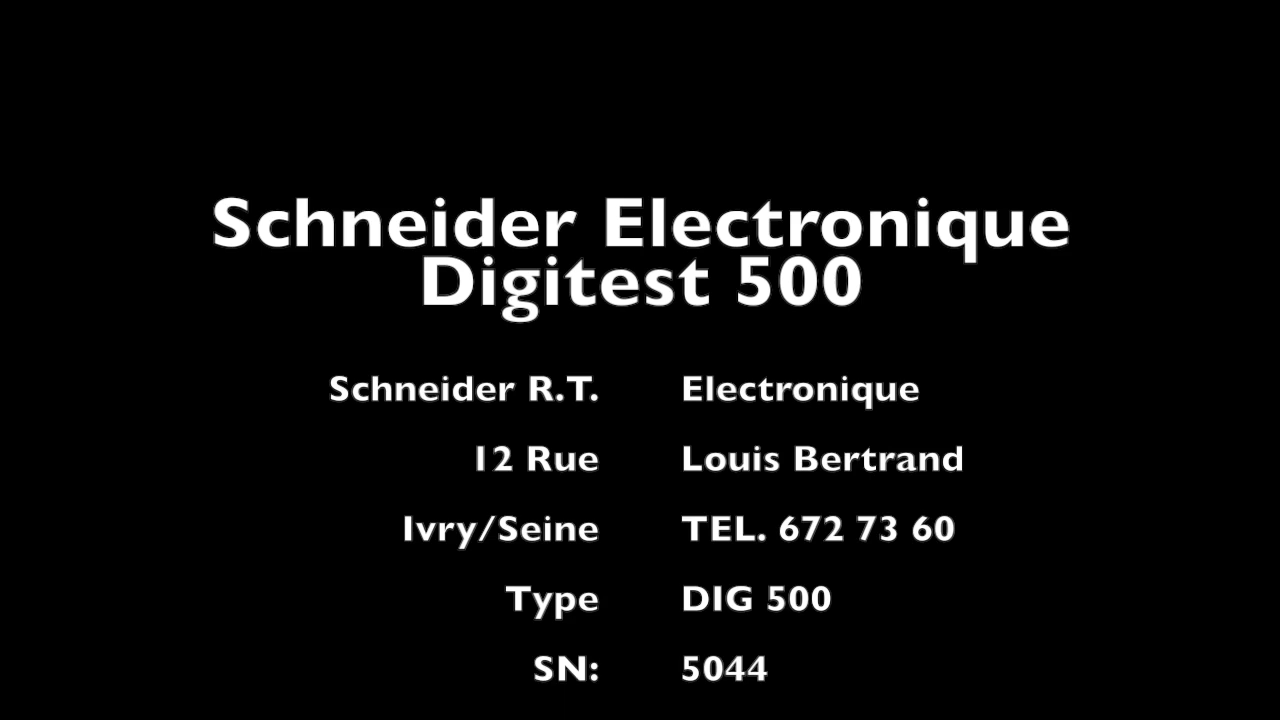 Schneider Electronique
Digitest 500
Schneider R.T. Electronique
12 Rue Louis Bertrand
Ivry/Seine TEL. 672 73 60
Type DIG 500
SN: 5044